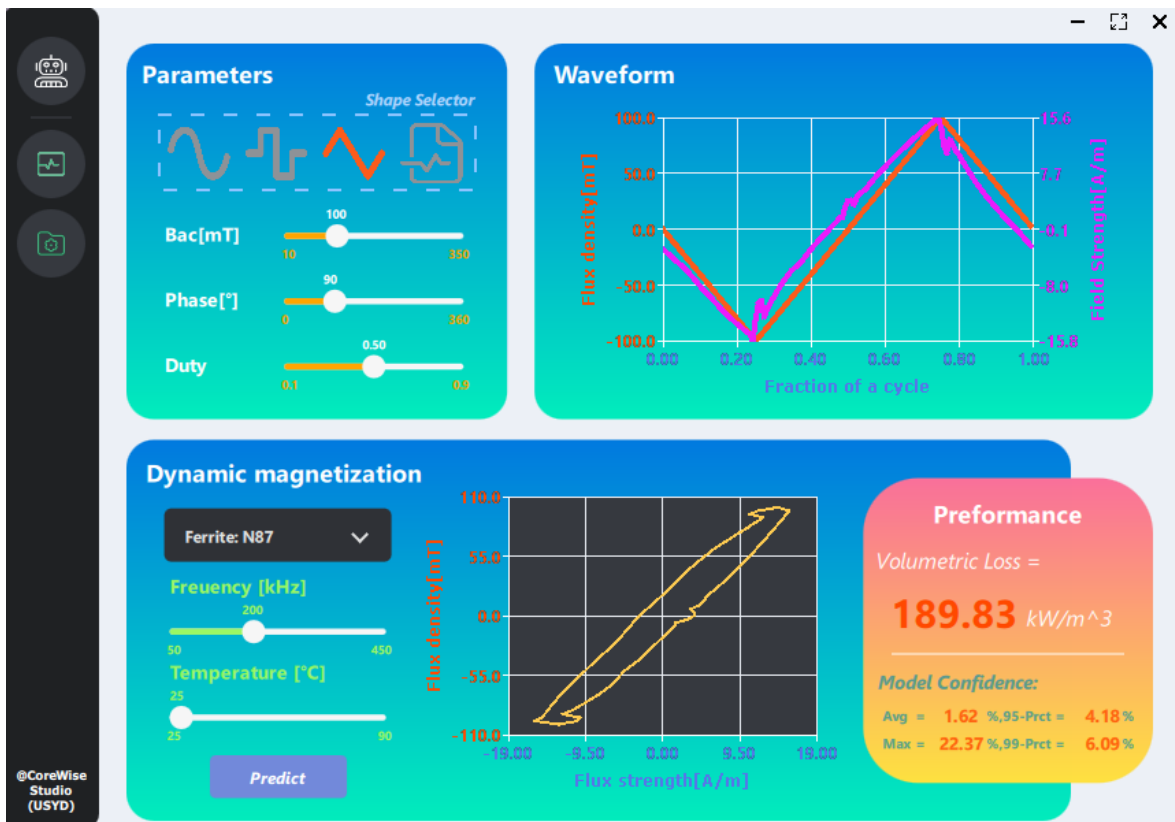 Parameters
Shape Selector
Bac[mT]
100
10
350
Phase[°]
90
0
360
Duty
0.50
0.1
0.9
Waveform
Flux density[mT]
100.0
50.0
0.0
-50.0
-100.0
0.00 0.20 0.40 0.60 0.80 1.00
Fraction of a cycle
15.6
7.7
-0.1
-8.0
-15.8
Field Strength[A/m]
Dynamic magnetization
Ferrite: N87
Freuency [kHz]
200
50
450
Temperature [°C]
25
25
90
Predict
Flux density[mT]
110.0
55.0
0.0
-55.0
-110.0
-19.00 -9.50 0.00 9.50 19.00
Flux strength[A/m]
Preformance
Volumetric Loss =
189.83 kW/m^3
Model Confidence:
Avg = 1.62 %,95-Prct = 4.18%
Max = 22.37 %,99-Prct = 6.09%
@CoreWise
Studio
(USYD)